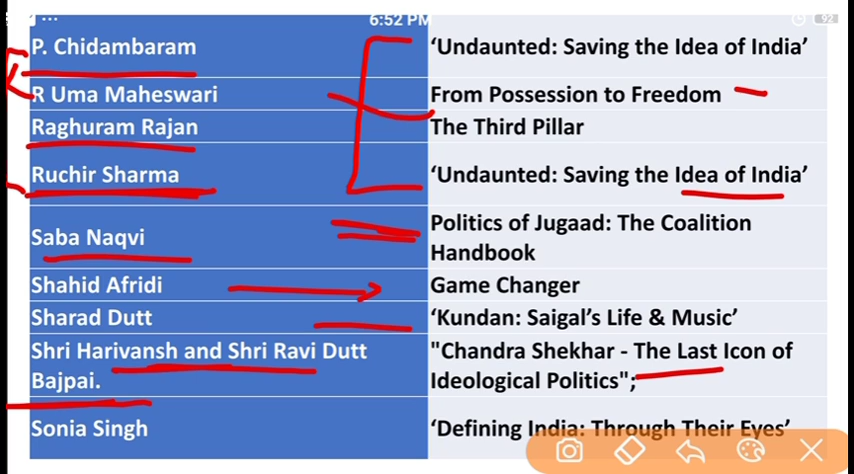 6:52 PM
92
P. Chidambaram
‘Undaunted: Saving the Idea of India’
R Uma Maheswari
From Possession to Freedom
Raghuram Rajan
The Third Pillar
Ruchir Sharma
‘Undaunted: Saving the Idea of India’
Saba Naqvi
Politics of Jugaad: The Coalition
Handbook
Shahid Afridi
Game Changer
Sharad Dutt
‘Kundan: Saigal’s Life & Music’
Shri Harivansh and Shri Ravi Dutt
Bajpai.
"Chandra Shekhar - The Last Icon of
Ideological Politics";
Sonia Singh
‘Defining India: Through Their Eyes’